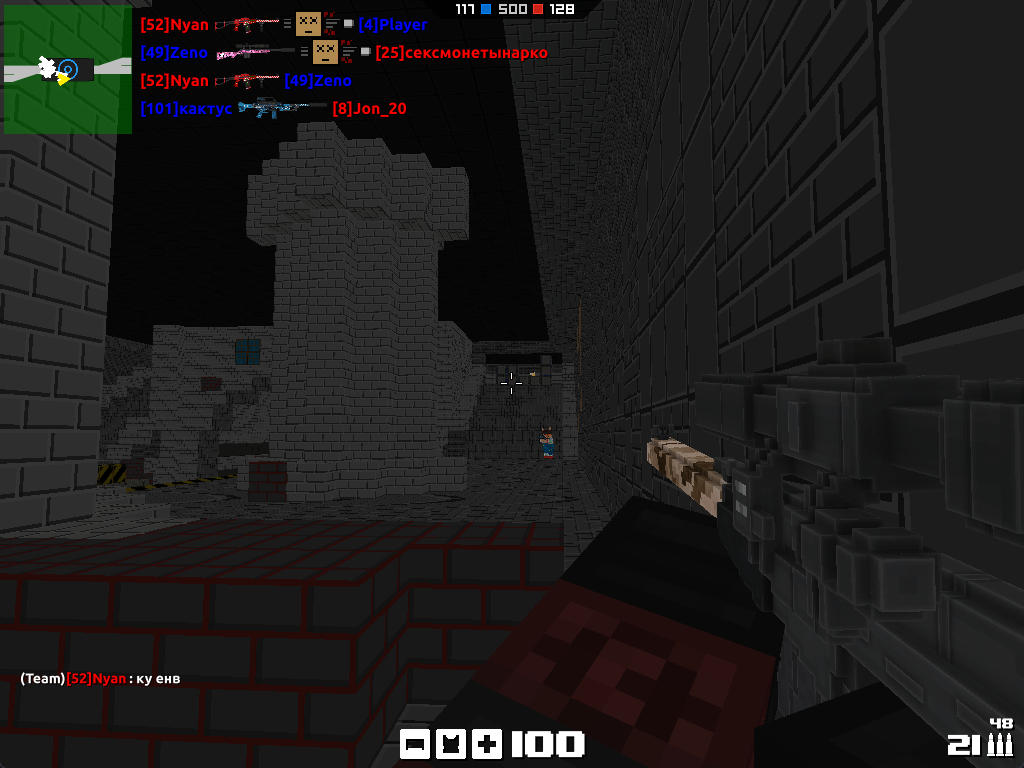 117 500 128
[52]Nyan [4]Player
[49]Zeno [25]сексмонетынарко
[52]Nyan [49]Zeno
[101]кактус [8]Jon_20
(Team)[52]Nyan : ку енв
100
48
21